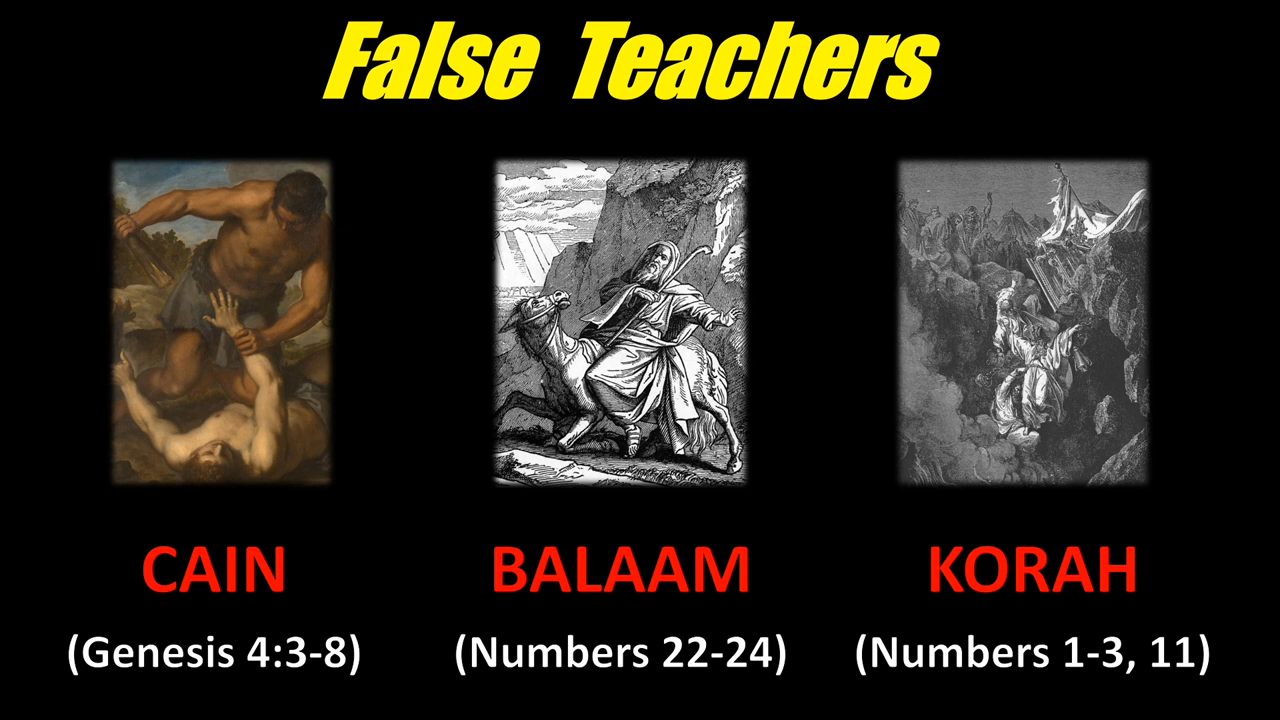 False Teachers
CAIN
BALAAM
KORAH
(Genesis 4:3-8)
(Numbers 22-24)
(Numbers 1-3, 11)